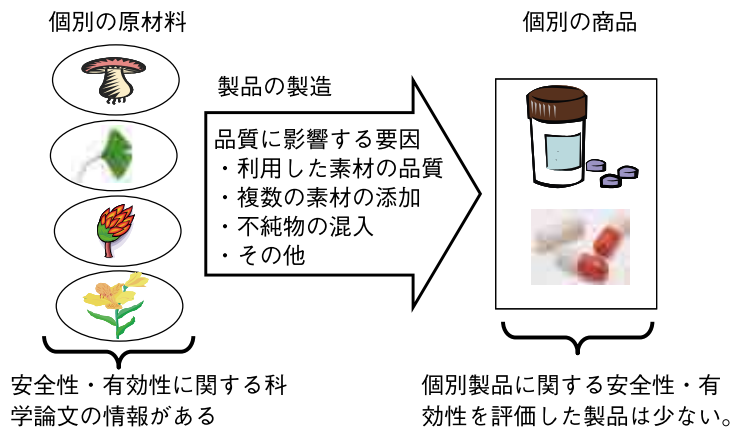 個別の原材料
個別の商品
製品の製造
品質に影響する要因
・利用した素材の品質
・複数の素材の添加
・不純物の混入
・その他
安全性・有効性に関する科
学論文の情報がある
個別製品に関する安全性・有
効性を評価した製品は少ない。